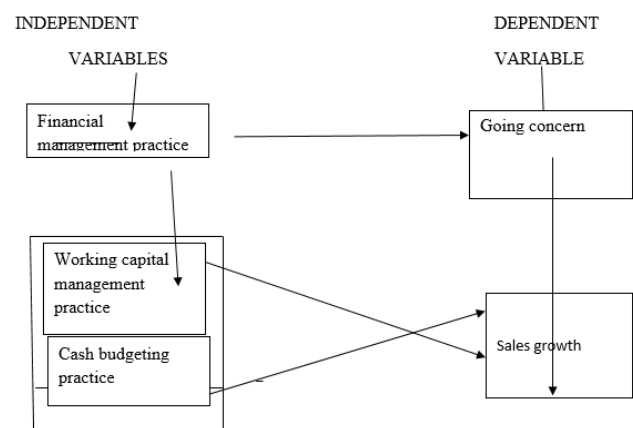 INDEPENDENT
VARIABLES
DEPENDENT
VARIABLE
Financial
management practice
Going concern
Working capital
management
practice
Cash budgeting
practice
Sales growth